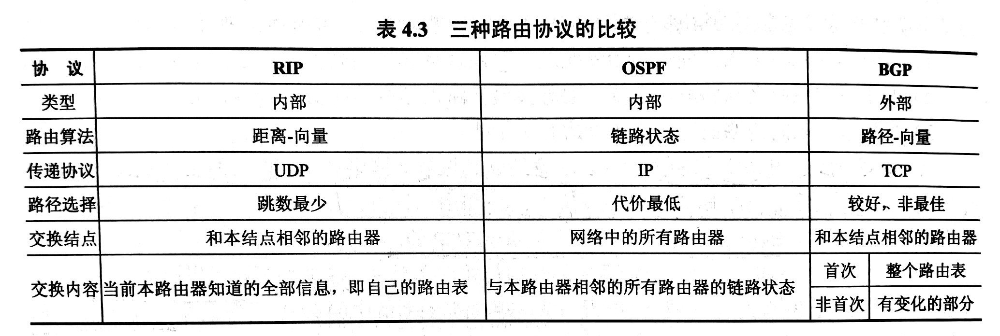 表 4.3 三种路由协议的比较
协 议 RIP OSPF BGP
类型 内部 内部 外部
路由算法 距离-向量 链路状态 路径-向量
传递协议 UDP IP TCP
路径选择 跳数最少 代价最低 较好、非最佳
交换结点 和本结点相邻的路由器 网络中的所有路由器 和本结点相邻的路由器
交换内容 当前本路由器知道的全部信息，即自己的路由表 与本路由器相邻的所有路由器的链路状态 首次 整个路由表
非首次 有变化的部分